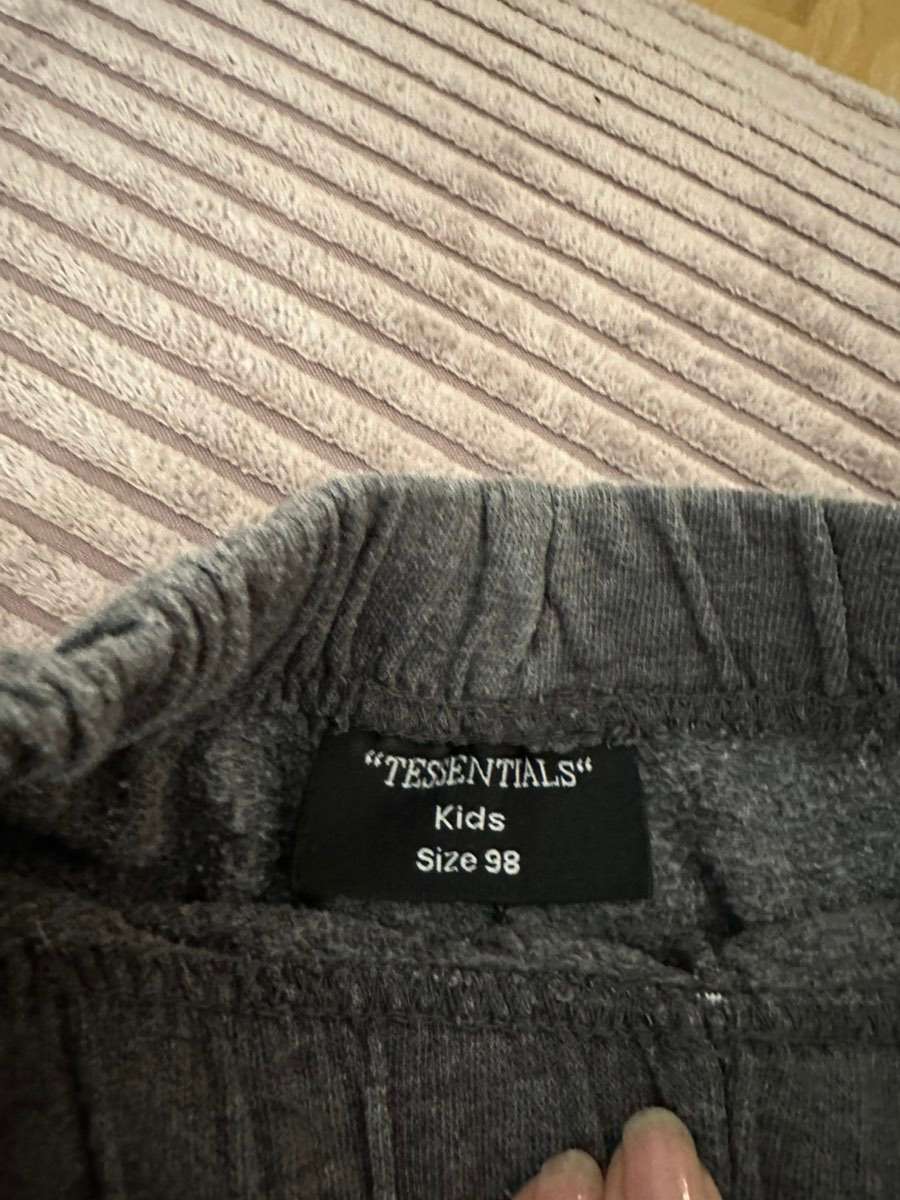 “TESSENTIALS“
Kids
Size 98